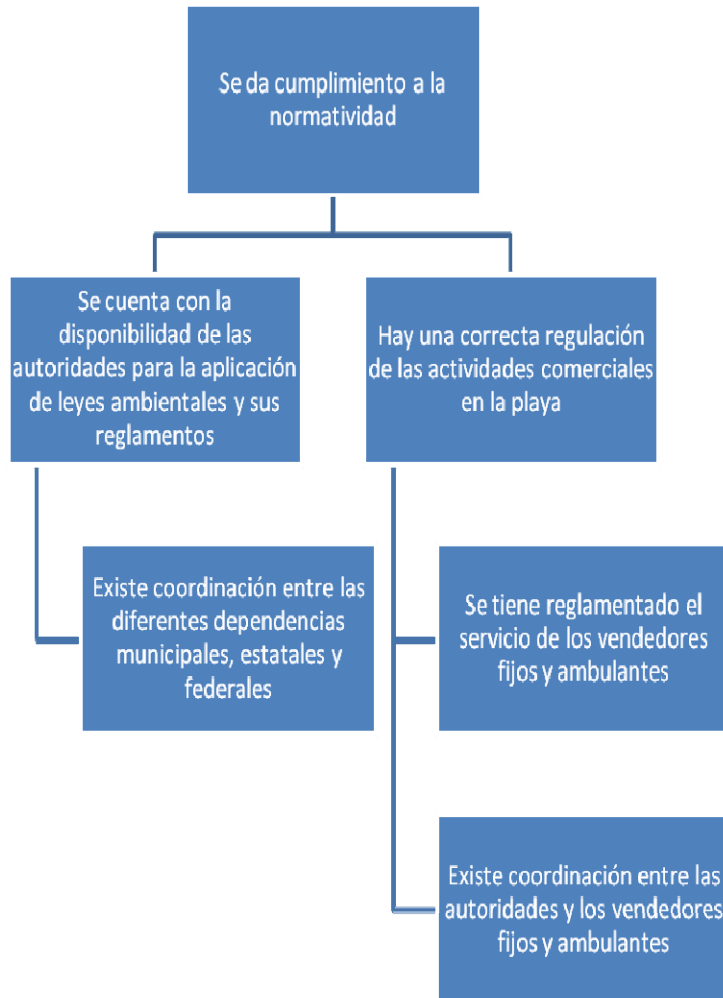 Se da cumplimiento a la
normatividad
Se cuenta con la
disponibilidad de las
autoridades para la aplicación
de leyes ambientales y sus
reglamentos
Hay una correcta regulación
de las actividades comerciales
en la playa
Existe coordinación entre las
diferentes dependencias
municipales, estatales y
federales
Se tiene reglamentado el
servicio de los vendedores
fijos y ambulantes
Existe coordinación entre las
autoridades y los vendedores
fijos y ambulantes